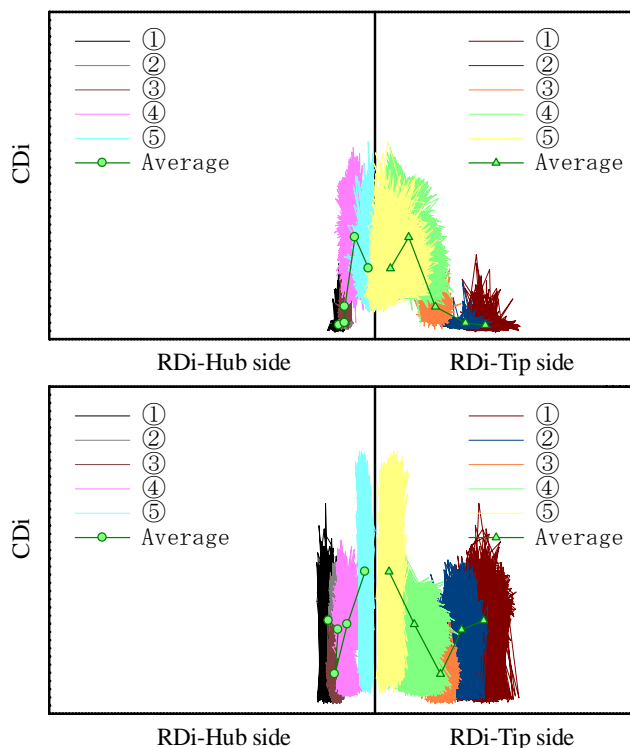 ① ①
② ②
③ ③
④ ④
⑤ ⑤
Average Average
CDi
RDi-Hub side RDi-Tip side
① ①
② ②
③ ③
④ ④
⑤ ⑤
Average Average
CDi
RDi-Hub side RDi-Tip side